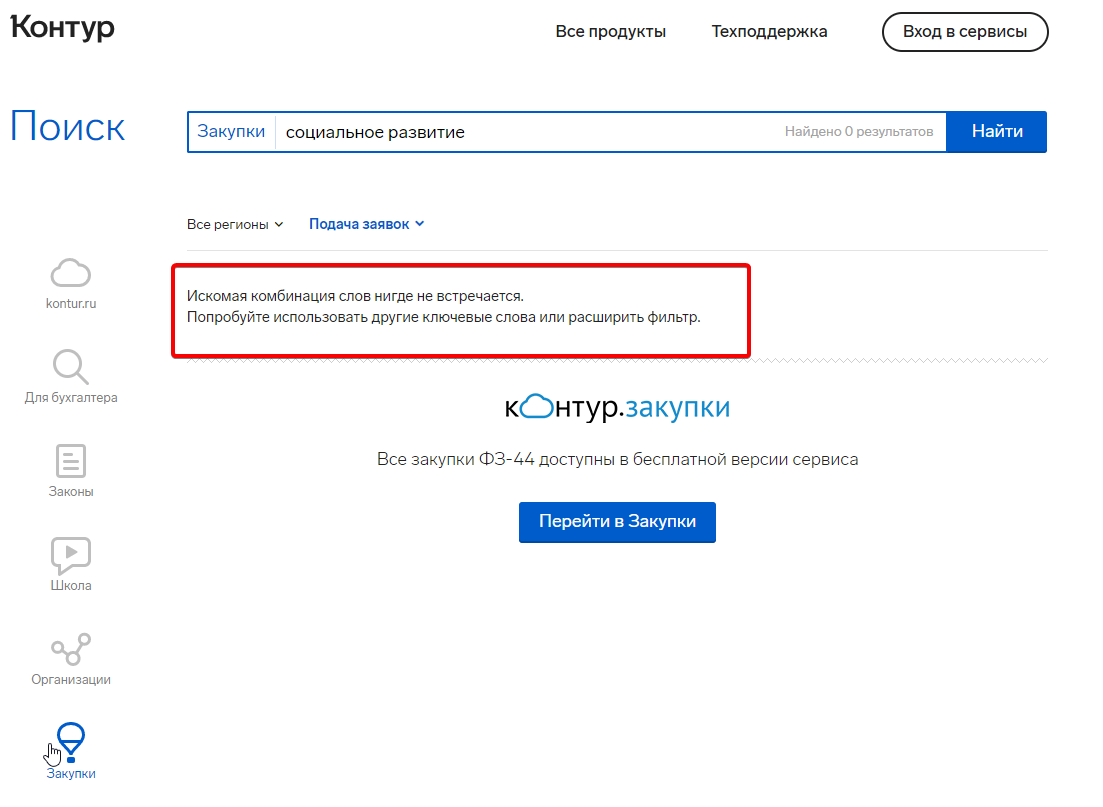 Контур
Все продукты
Техподдержка
Вход в сервисы
Поиск
Закупки
социальное развитие
Найдено 0 результатов
Найти
Все регионы
Подача заявок
kontur.ru
Для бухгалтера
Законы
Школа
Организации
Закупки
Искомая комбинация слов нигде не встречается.
Попробуйте использовать другие ключевые слова или расширить фильтр.
контур.закупки
Все закупки ФЗ-44 доступны в бесплатной версии сервиса
Перейти в Закупки